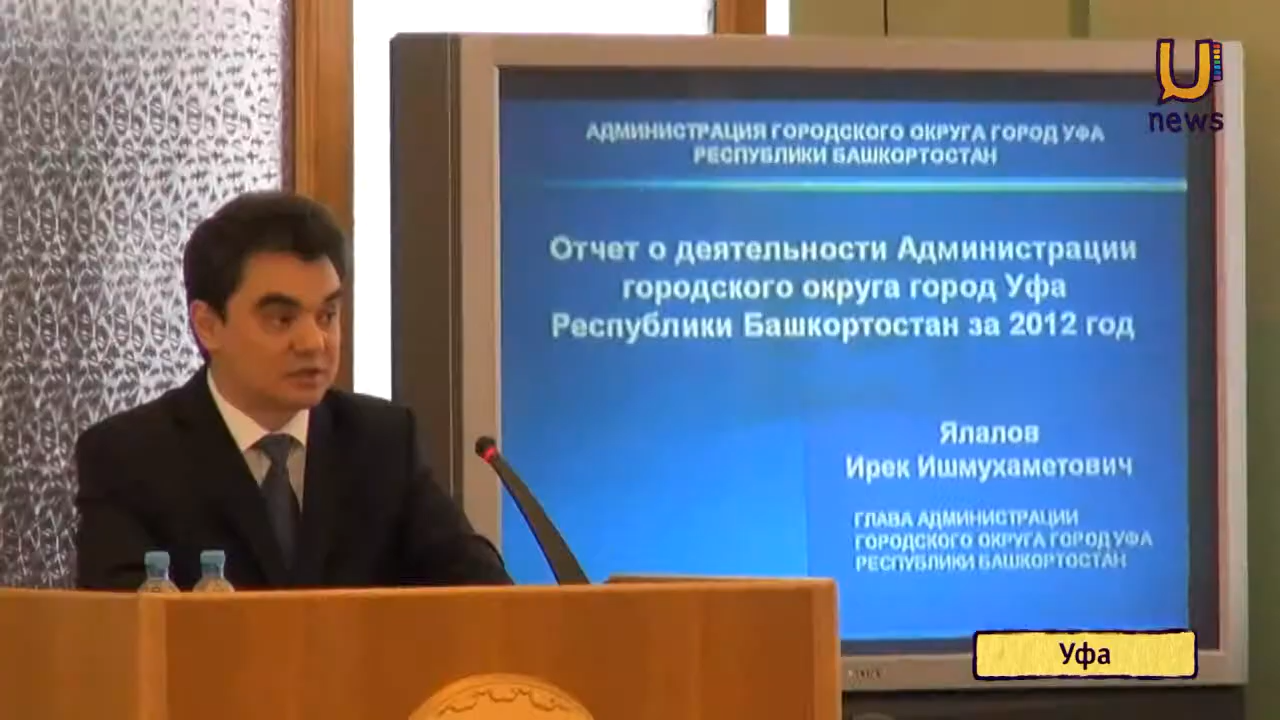 U
news
АДМИНИСТРАЦИЯ ГОРОДСКОГО ОКРУГА ГОРОД УФА
РЕСПУБЛИКИ БАШКОРТОСТАН
Отчет о деятельности Администрации
городского округа город Уфа
Республики Башкортостан за 2012 год
Ялалов
Ирек Ишмухаметович
ГЛАВА АДМИНИСТРАЦИИ
ГОРОДСКОГО ОКРУГА ГОРОД УФА
РЕСПУБЛИКИ БАШКОРТОСТАН
Уфа